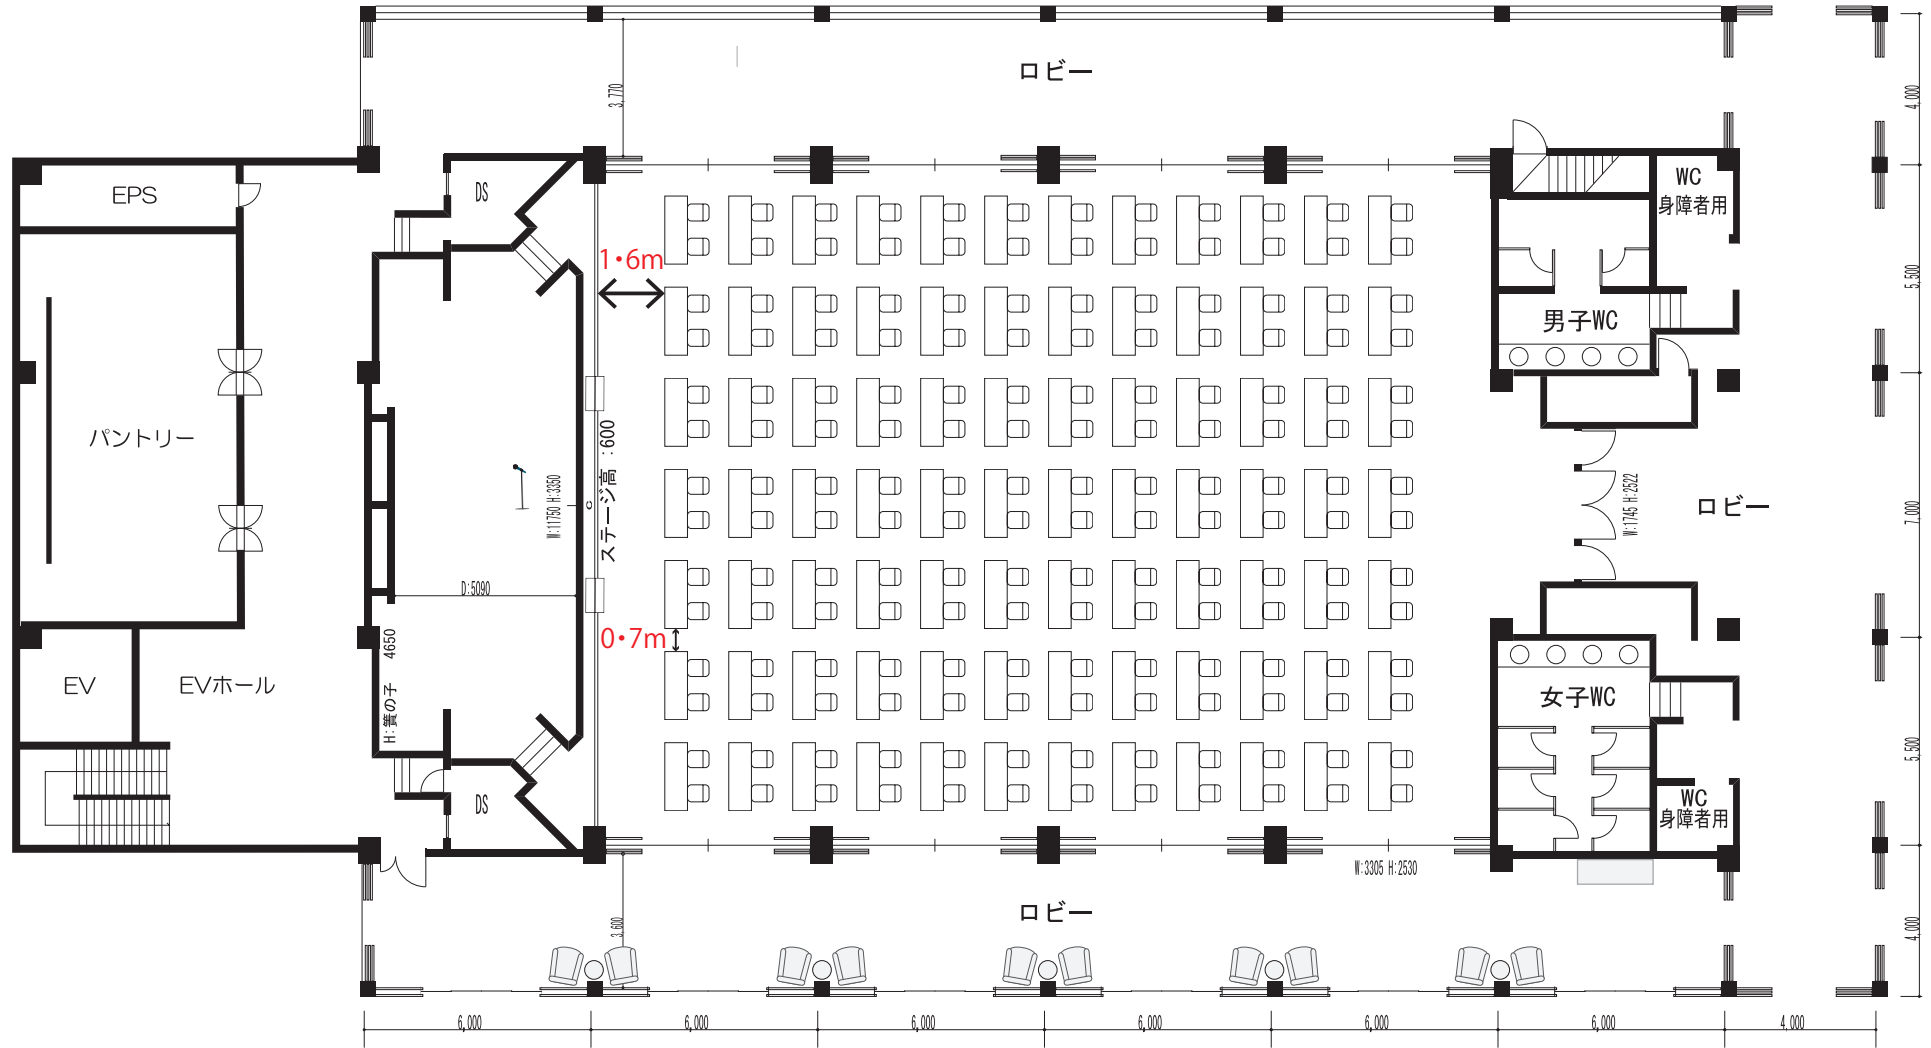 ロビー
3,770
4,000
EPS
DS
WC
身障者用
1・6m
5,500
男子WC
パントリー
ステージ高 :600
W:11750 H:3350
W:1745 H:2522
ロビー
7,000
D:5090
0・7m
H:簀の子 4650
EV
EVホール
女子WC
5,500
DS
WC
身障者用
W:3305 H:2530
ロビー
3,600
4,000
6,000
6,000
6,000
6,000
6,000
6,000
4,000